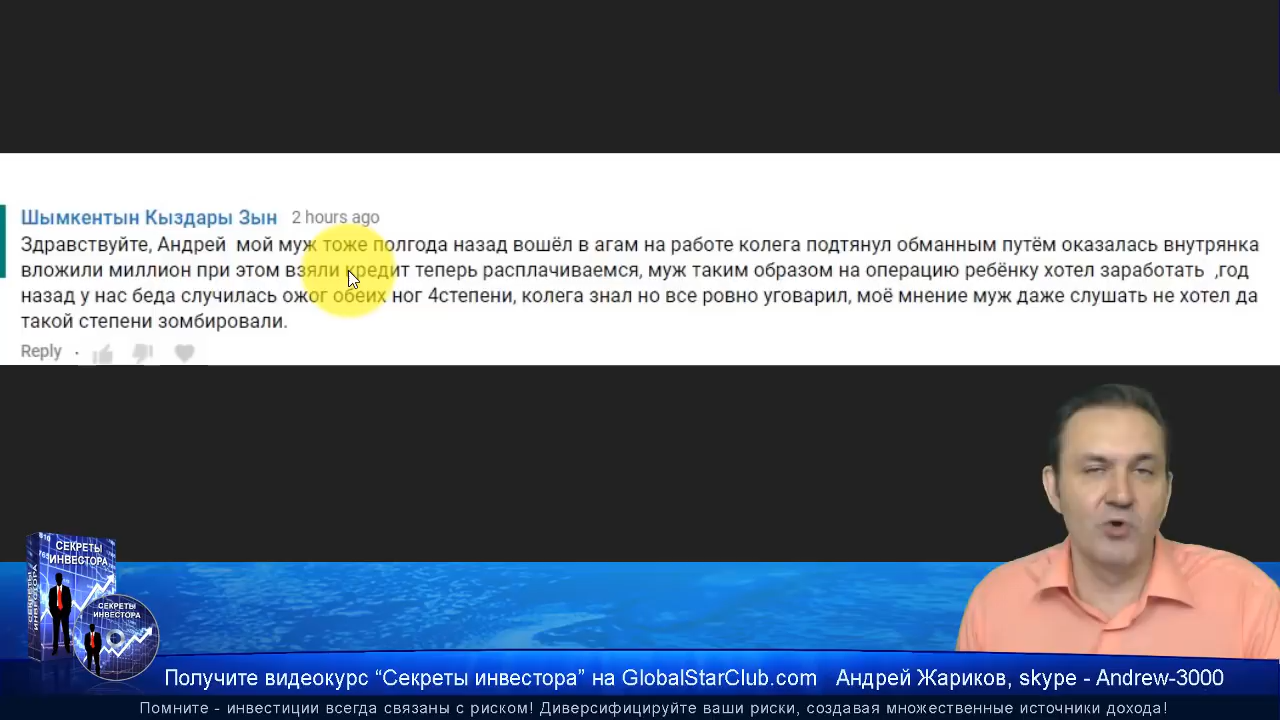 Шымкентын Кыздары Зын 2 hours ago
Здравствуйте, Андрей мой муж тоже полгода назад вошёл в агам на работе колега подтянул обманным путём оказалась внутрянка
вложили миллион при этом взяли кредит теперь расплачиваемся, муж таким образом на операцию ребёнку хотел заработать ,год
назад у нас беда случилась ожог обеих ног 4степени, колега знал но все ровно уговарил, моё мнение муж даже слушать не хотел да
такой степени зомбировали.
Reply
СЕКРЕТЫ
ИНВЕСТОРА
СЕКРЕТЫ
ИНВЕСТОРА
Получите видеокурс “Секреты инвестора” на GlobalStarClub.com Андрей Жариков, skype - Andrew-3000
Помните - инвестиции всегда связаны с риском! Диверсифицируйте ваши риски, создавая множественные источники дохода!